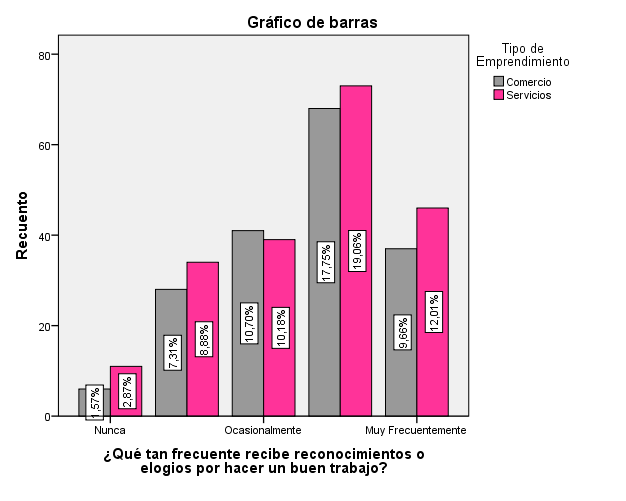 Gráfico de barras
Tipo de
Emprendimiento
Comercio
Servicios
Recuento
80
60
40
20
0
1,57%
2,87%
7,31%
8,88%
10,70%
10,18%
17,75%
19,06%
9,66%
12,01%
Nunca
Ocasionalmente
Muy Frecuentemente
¿Qué tan frecuente recibe reconocimientos o
elogios por hacer un buen trabajo?